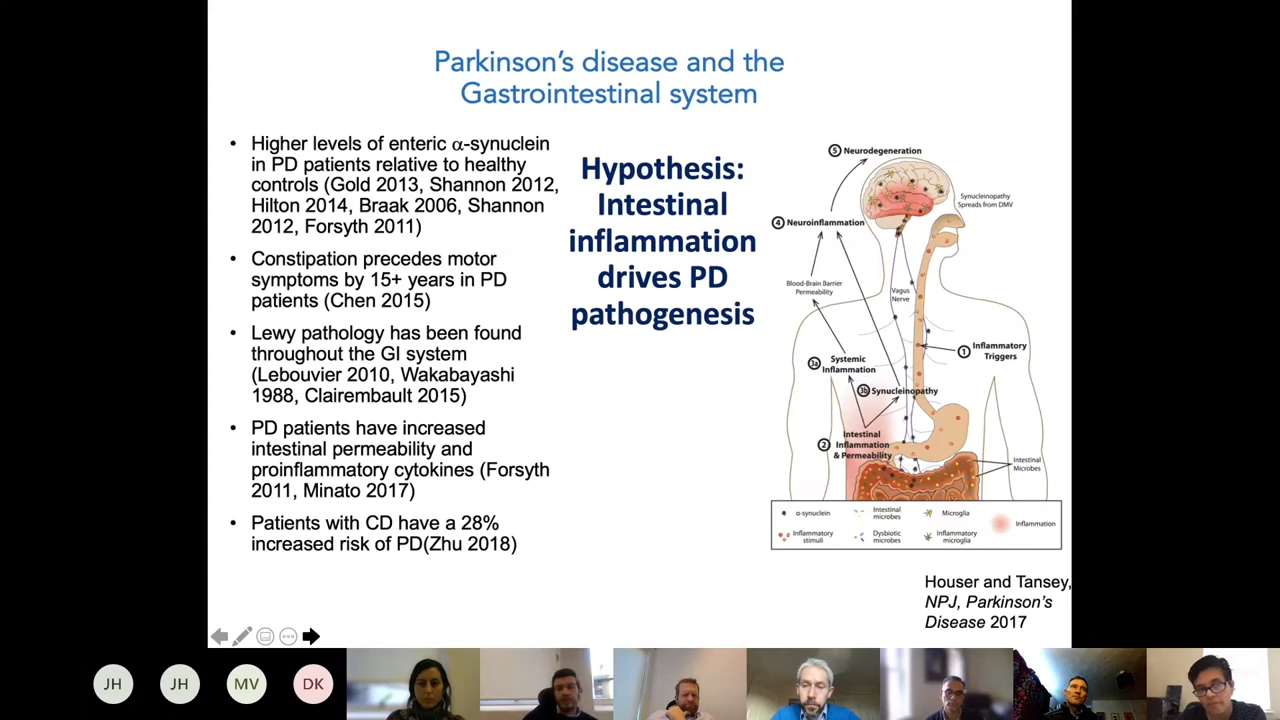 Parkinson's disease and the
Gastrointestinal system
• Higher levels of enteric α-synuclein
in PD patients relative to healthy
controls (Gold 2013, Shannon 2012,
Hilton 2014, Braak 2006, Shannon
2012, Forsyth 2011)
• Constipation precedes motor
symptoms by 15+ years in PD
patients (Chen 2015)
• Lewy pathology has been found
throughout the GI system
(Lebouvier 2010, Wakabayashi
1988, Clairembault 2015)
• PD patients have increased
intestinal permeability and
proinflammatory cytokines (Forsyth
2011, Minato 2017)
• Patients with CD have a 28%
increased risk of PD(Zhu 2018)
Hypothesis:
Intestinal
inflammation
drives PD
pathogenesis
5 Neurodegeneration
Synucleinopathy
Spreads from DMV
4 Neuroinflammation
Blood-Brain Barrier
Permeability
Vagus
Nerve
1 Inflammatory
Triggers
3a Systemic
Inflammation
3b Synucleinopathy
2 Intestinal
Inflammation
& Permeability
Intestinal
Microbes
α-synuclein
Intestinal
microbes
Microglia
Inflammation
Inflammatory
stimuli
Dysbiotic
microbes
Inflammatory
microglia
Houser and Tansey,
NPJ, Parkinson's
Disease 2017
JH
JH
MV
DK